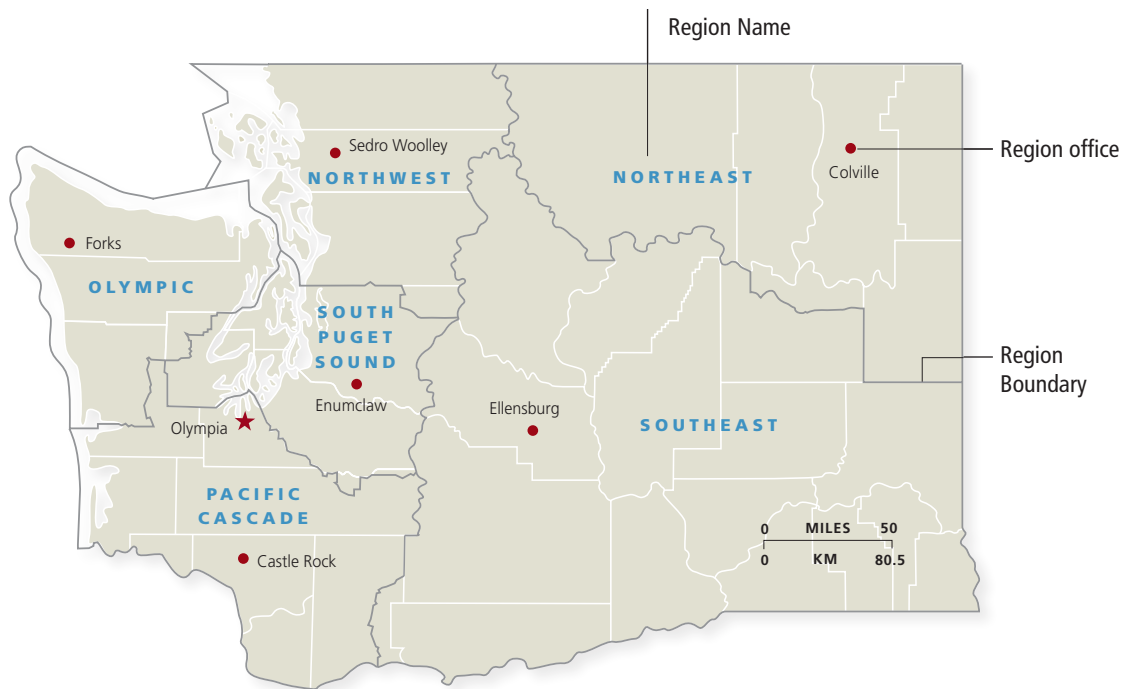 Region Name
Sedro Woolley
Region office
Colville
NORTHWEST
NORTHEAST
Forks
OLYMPIC
SOUTH
PUGET
SOUND
Region
Boundary
Enumclaw
Ellensburg
Olympia
SOUTHEAST
PACIFIC
CASCADE
0 MILES 50
0 KM 80.5
Castle Rock